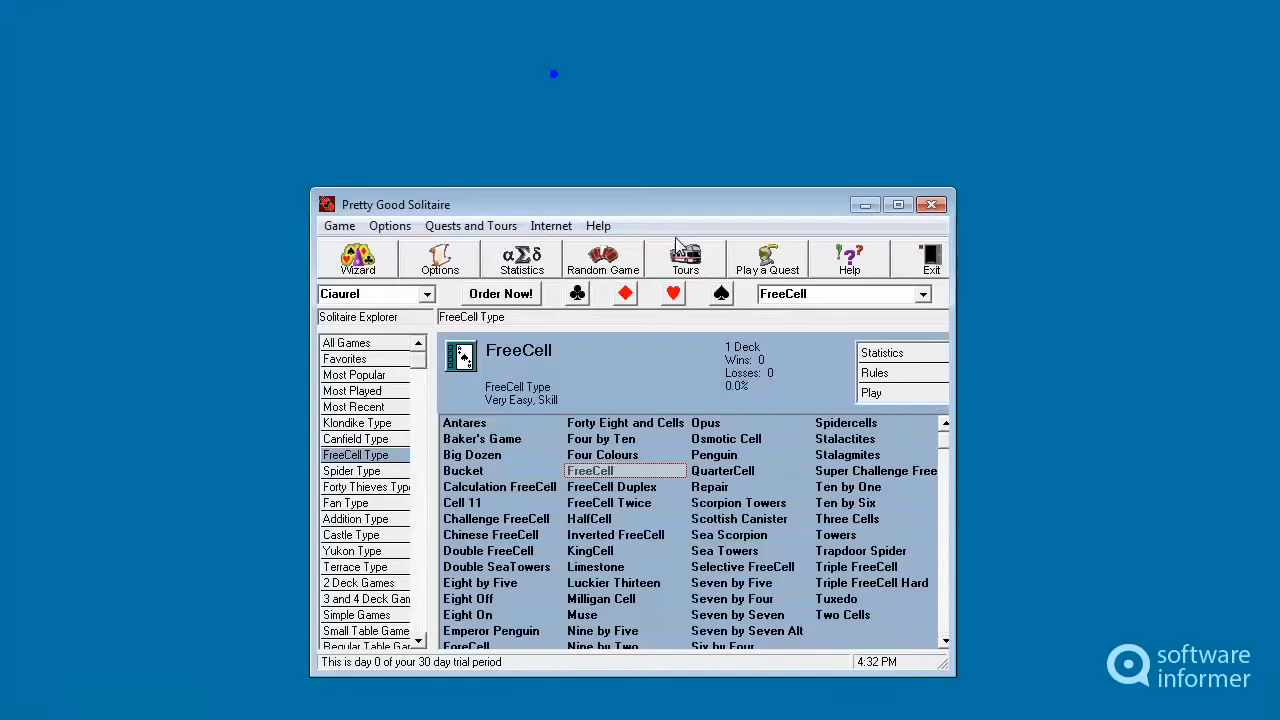 Pretty Good Solitaire
Game Options Quests and Tours Internet Help
Wizard Options Statistics Random Game Tours Play a Quest Help Exit
αΣδ
Ciaurel Order Now! FreeCell
Solitaire Explorer FreeCell Type
All Games
Favorites
Most Popular
Most Played
Most Recent
Klondike Type
Canfield Type
FreeCell Type
Spider Type
Forty Thieves Type
Fan Type
Addition Type
Castle Type
Yukon Type
Terrace Type
2 Deck Games
3 and 4 Deck Gam
Simple Games
Small Table Game
Regular Table Gar
FreeCell
FreeCell Type
Very Easy, Skill
1 Deck
Wins: 0
Losses: 0
0.0%
Statistics
Rules
Play
Antares
Baker's Game
Big Dozen
Bucket
Calculation FreeCell
Cell 11
Challenge FreeCell
Chinese FreeCell
Double FreeCell
Double SeaTowers
Eight by Five
Eight Off
Eight On
Emperor Penguin
ForeCell
Forty Eight and Cells
Four by Ten
Four Colours
FreeCell
FreeCell Duplex
FreeCell Twice
HalfCell
Inverted FreeCell
KingCell
Limestone
Luckier Thirteen
Milligan Cell
Muse
Nine by Five
Nine by Two
Opus
Osmotic Cell
Penguin
QuarterCell
Repair
Scorpion Towers
Scottish Canister
Sea Scorpion
Sea Towers
Selective FreeCell
Seven by Five
Seven by Four
Seven by Seven
Seven by Seven Alt
Six by Four
Spidercells
Stalactites
Stalagmites
Super Challenge Free
Ten by One
Ten by Six
Three Cells
Towers
Trapdoor Spider
Triple FreeCell
Triple FreeCell Hard
Tuxedo
Two Cells
This is day 0 of your 30 day trial period 4:32 PM
software
informer